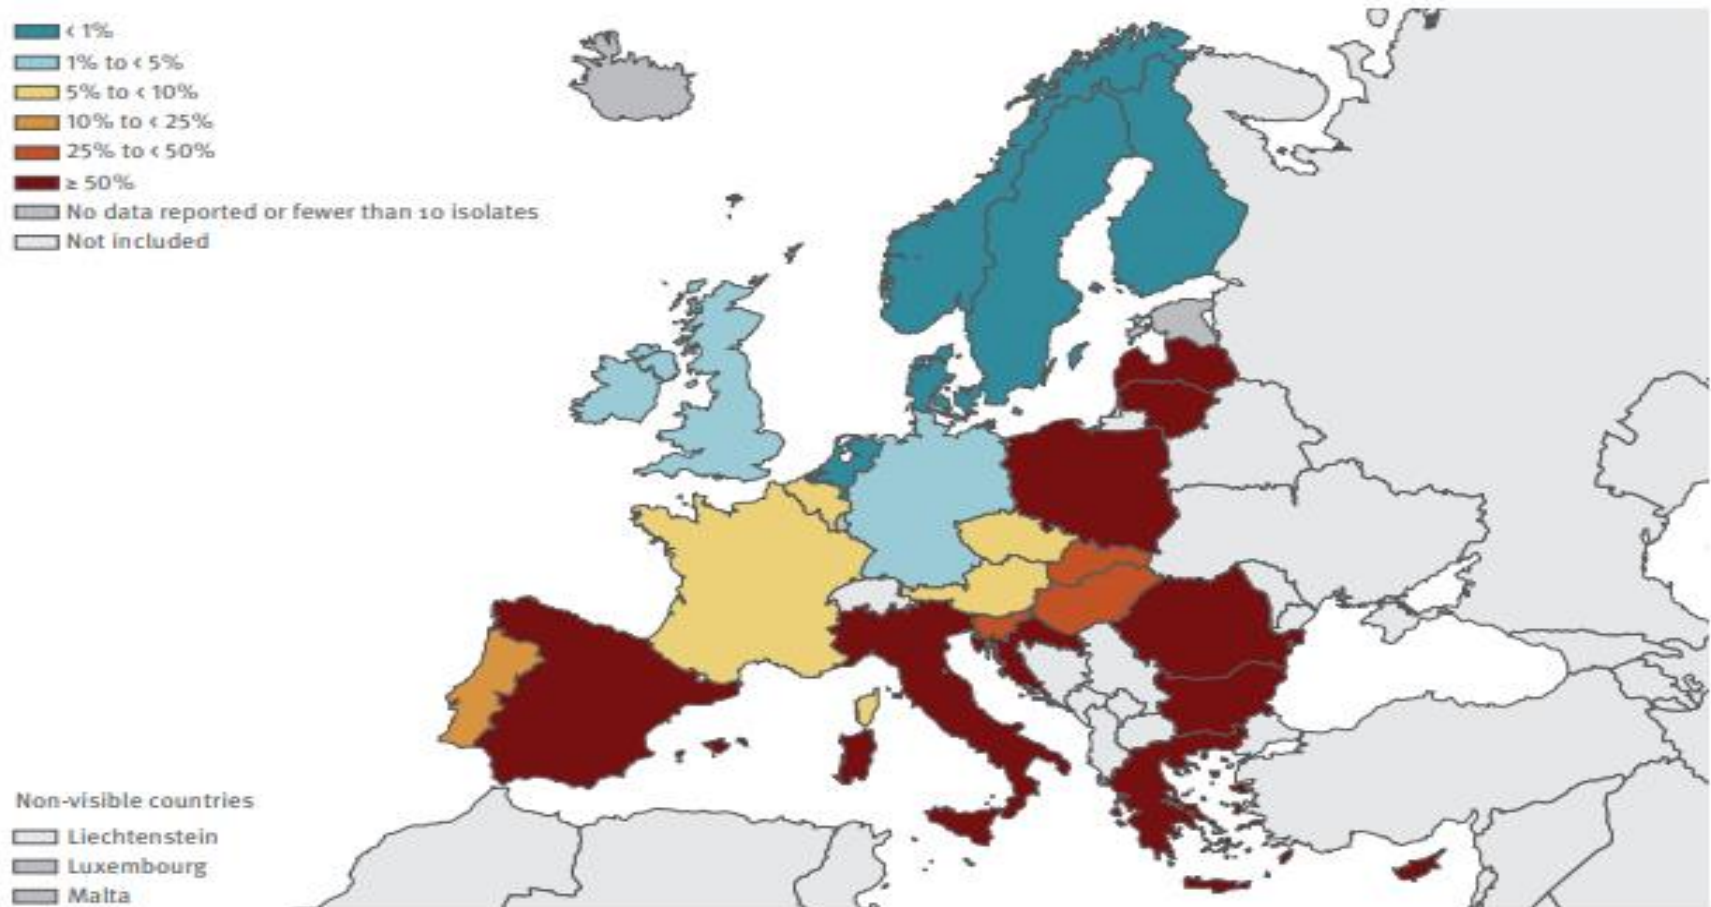 < 1%
1% to < 5%
5% to < 10%
10% to < 25%
25% to < 50%
≥ 50%
No data reported or fewer than 10 isolates
Not included
Non-visible countries
Liechtenstein
Luxembourg
Malta